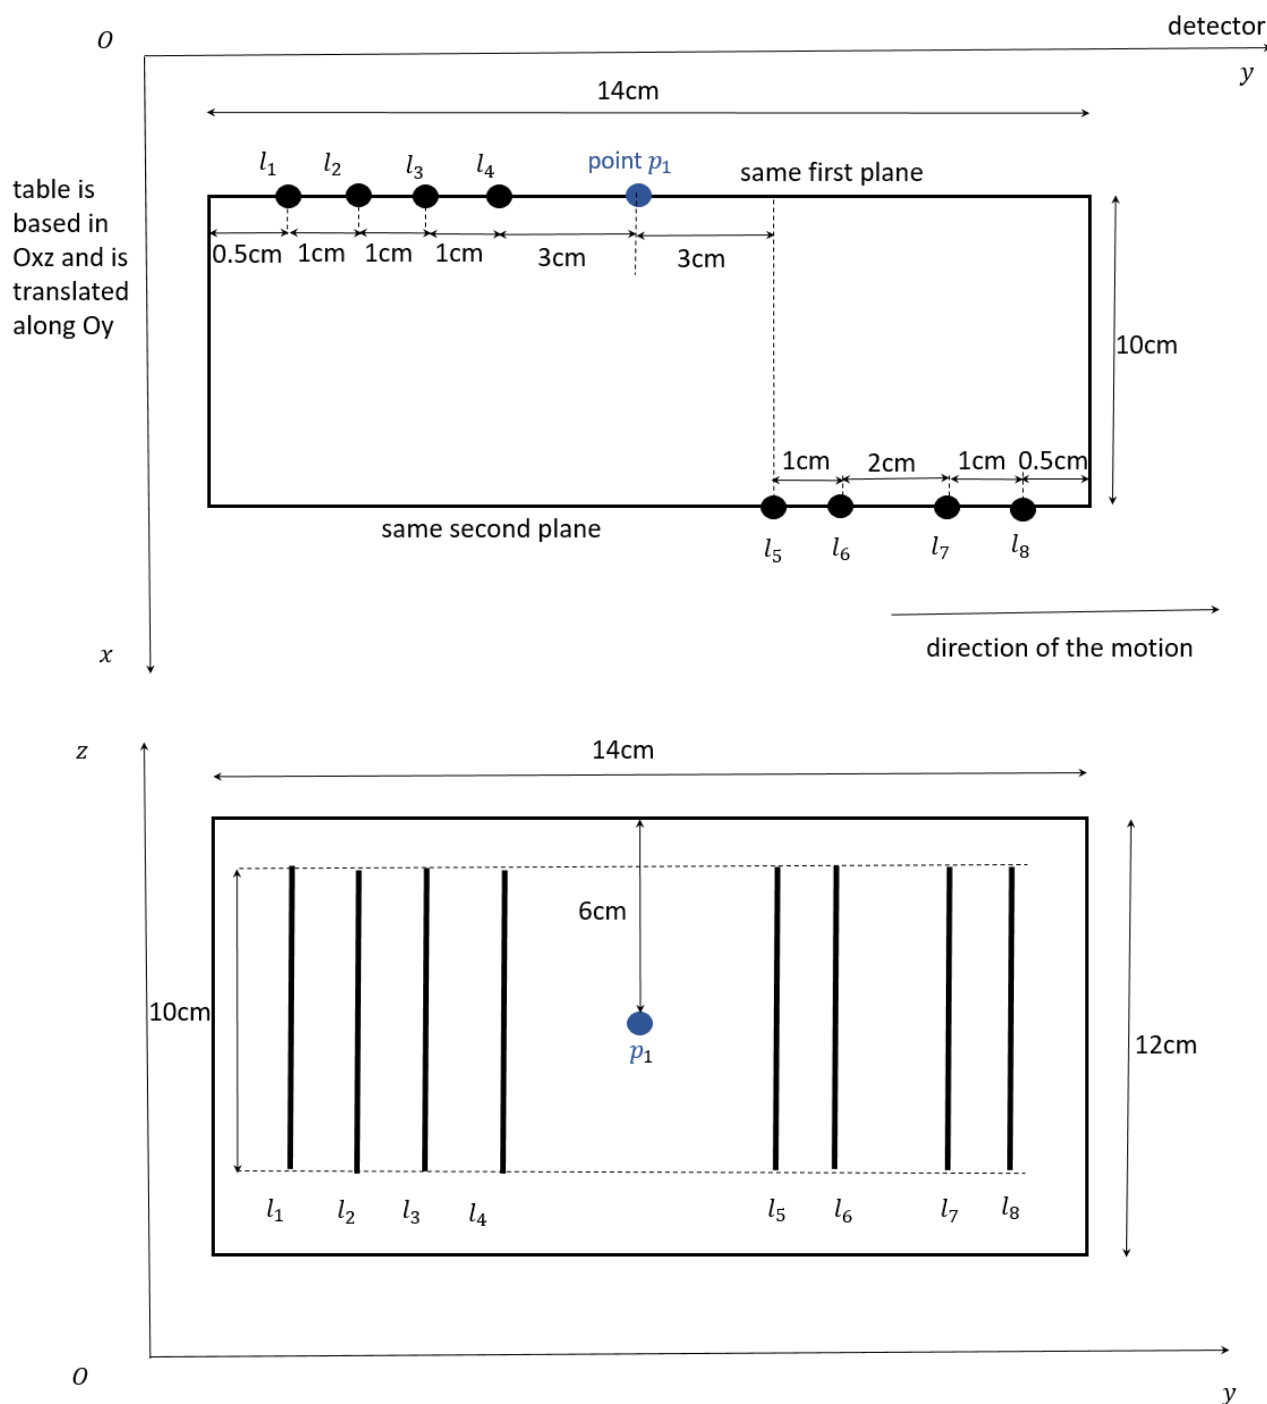 detector
O
y
14cm
l₁ l₂ l₃ l₄
point p₁
same first plane
table is
based in
Oxz and is
translated
along Oy
0.5cm 1cm 1cm 1cm 3cm 3cm
10cm
1cm 2cm 1cm 0.5cm
same second plane
l₅ l₆ l₇ l₈
direction of the motion
x
z
14cm
6cm
10cm
p₁
12cm
l₁ l₂ l₃ l₄ l₅ l₆ l₇ l₈
O
y